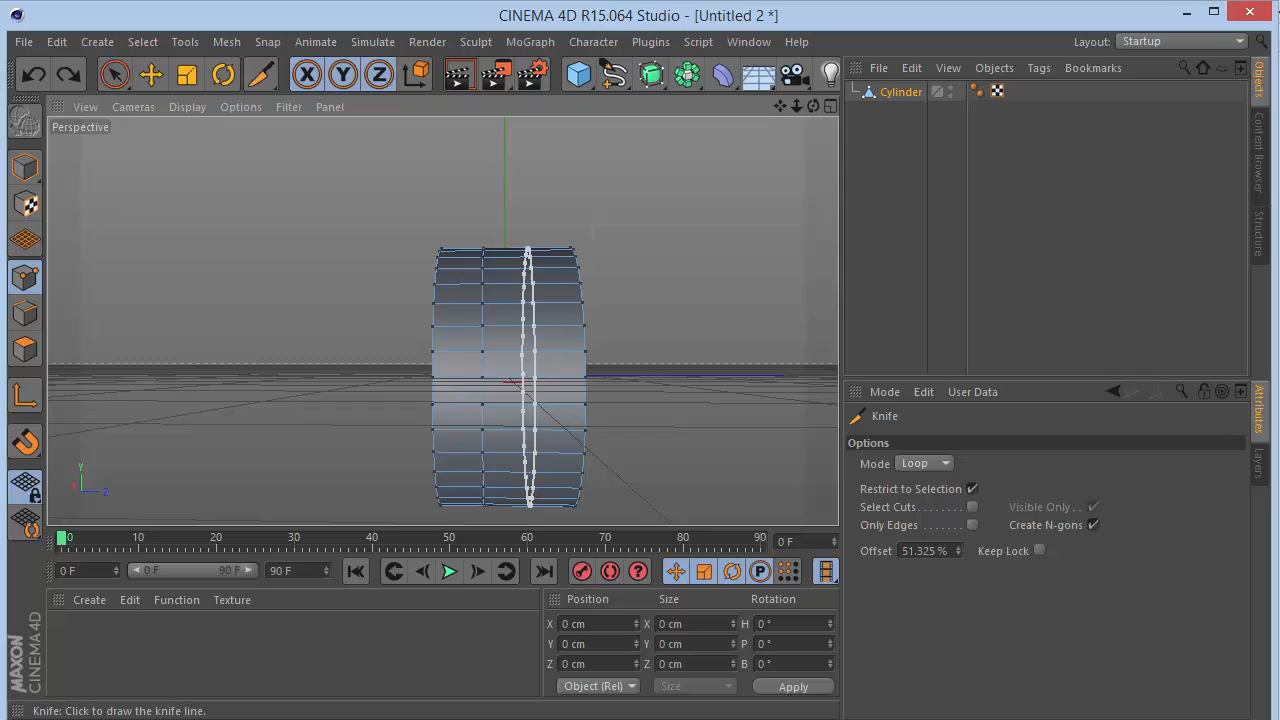 CINEMA 4D R15.064 Studio - [Untitled 2 *]
File Edit Create Select Tools Mesh Snap Animate Simulate Render Sculpt MoGraph Character Plugins Script Window Help Layout: Startup
X Y Z
File Edit View Objects Tags Bookmarks
View Cameras Display Options Filter Panel
Cylinder
Perspective
Objects
Content Browser
Structure
Mode Edit User Data
Knife
Attributes
Layers
Options
Mode Loop
Restrict to Selection
Select Cuts Visible Only
Only Edges Create N-gons
Offset 51.325 % Keep Lock
Y
X Z
0 10 20 30 40 50 60 70 80 90 0 F
0 F 0 F 90 F 90 F P
Create Edit Function Texture
Position Size Rotation
X 0 cm X 0 cm H 0 °
Y 0 cm Y 0 cm P 0 °
Z 0 cm Z 0 cm B 0 °
Object (Rel) Size Apply
MAXON CINEMA 4D
Knife: Click to draw the knife line.